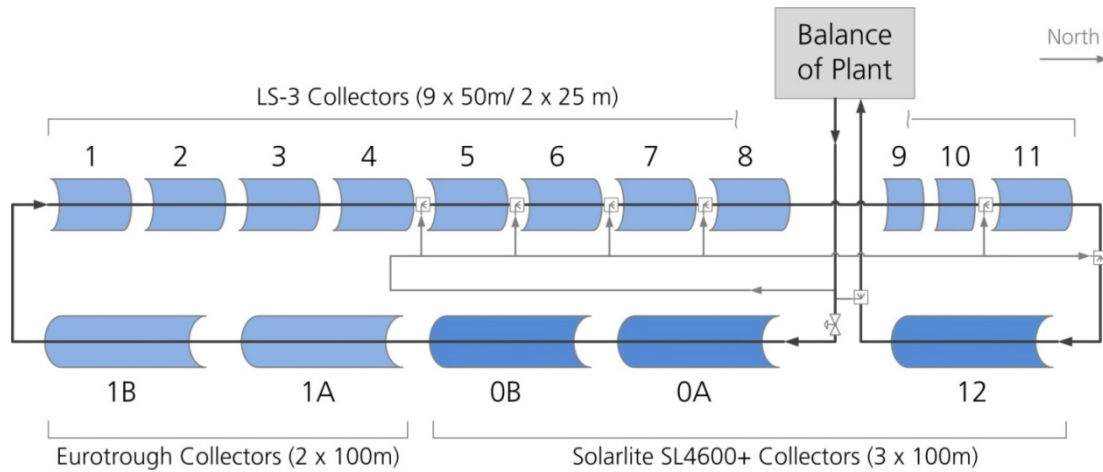 Balance
of Plant
North
LS-3 Collectors (9 x 50m/ 2 x 25 m)
1 2 3 4 5 6 7 8 9 10 11
1B 1A 0B 0A 12
Eurotrough Collectors (2 x 100m) Solarlite SL4600+ Collectors (3 x 100m)